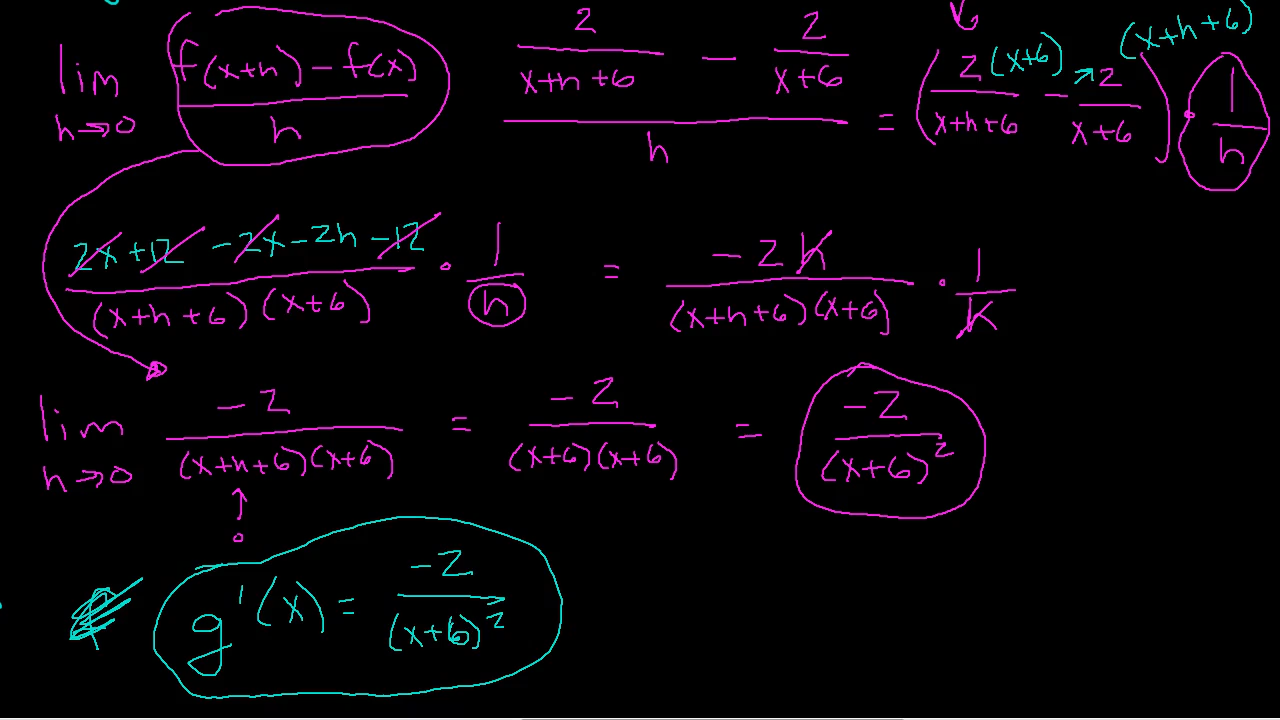 lim h→0 (f(x+h) - f(x))/h   (2/(x+h+6) - 2/(x+6))/h = (2(x+6)/(x+h+6) - 2(x+h+6)/(x+6)) · 1/h
(2x+12-2x-2h-12)/((x+h+6)(x+6)) · 1/h = -2h/((x+h+6)(x+6)) · 1/h
lim h→0 -2/((x+h+6)(x+6)) = -2/((x+6)(x+6)) = -2/(x+6)²
0
g'(x) = -2/(x+6)²